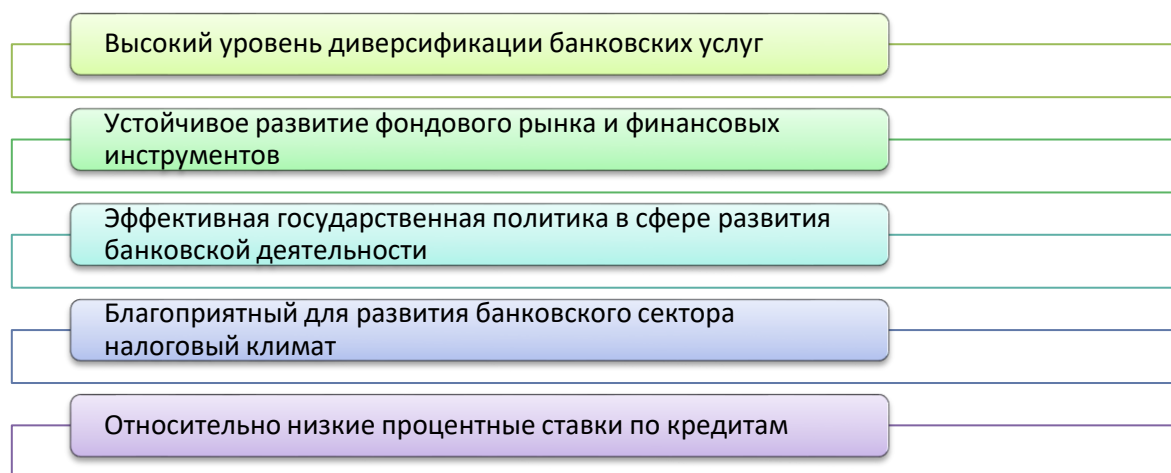 Высокий уровень диверсификации банковских услуг
Устойчивое развитие фондового рынка и финансовых
инструментов
Эффективная государственная политика в сфере развития
банковской деятельности
Благоприятный для развития банковского сектора
налоговый климат
Относительно низкие процентные ставки по кредитам